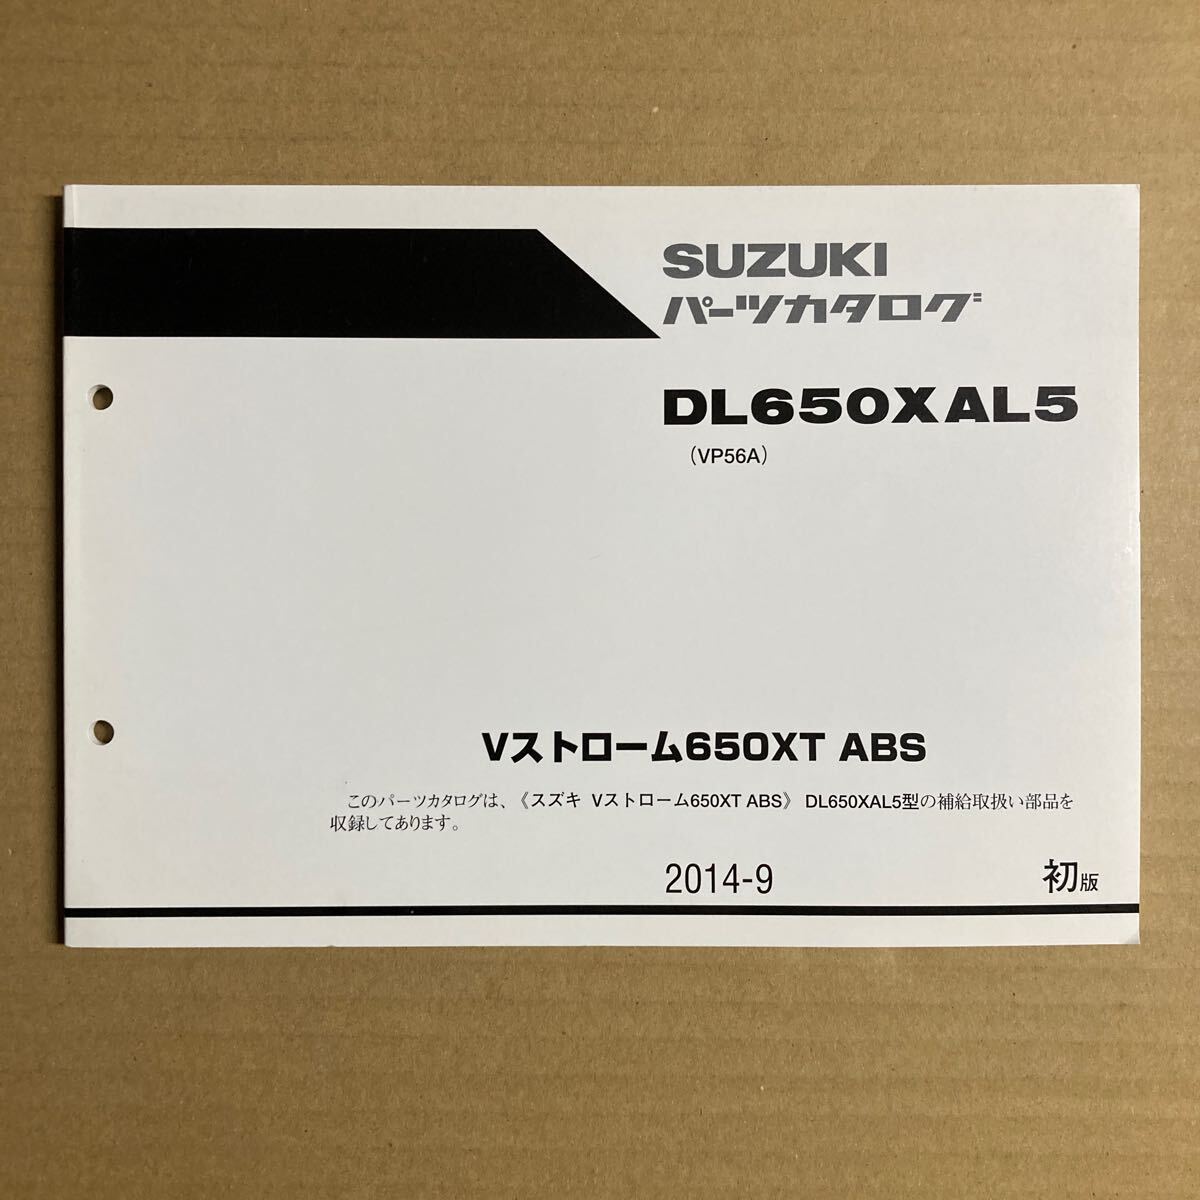 SUZUKI
パーツカタログ
DL650XAL5
（VP56A）
Vストローム650XT ABS
このパーツカタログは、《スズキ Vストローム650XT ABS》 DL650XAL5型の補給取扱い部品を
収録してあります。
2014-9 初版